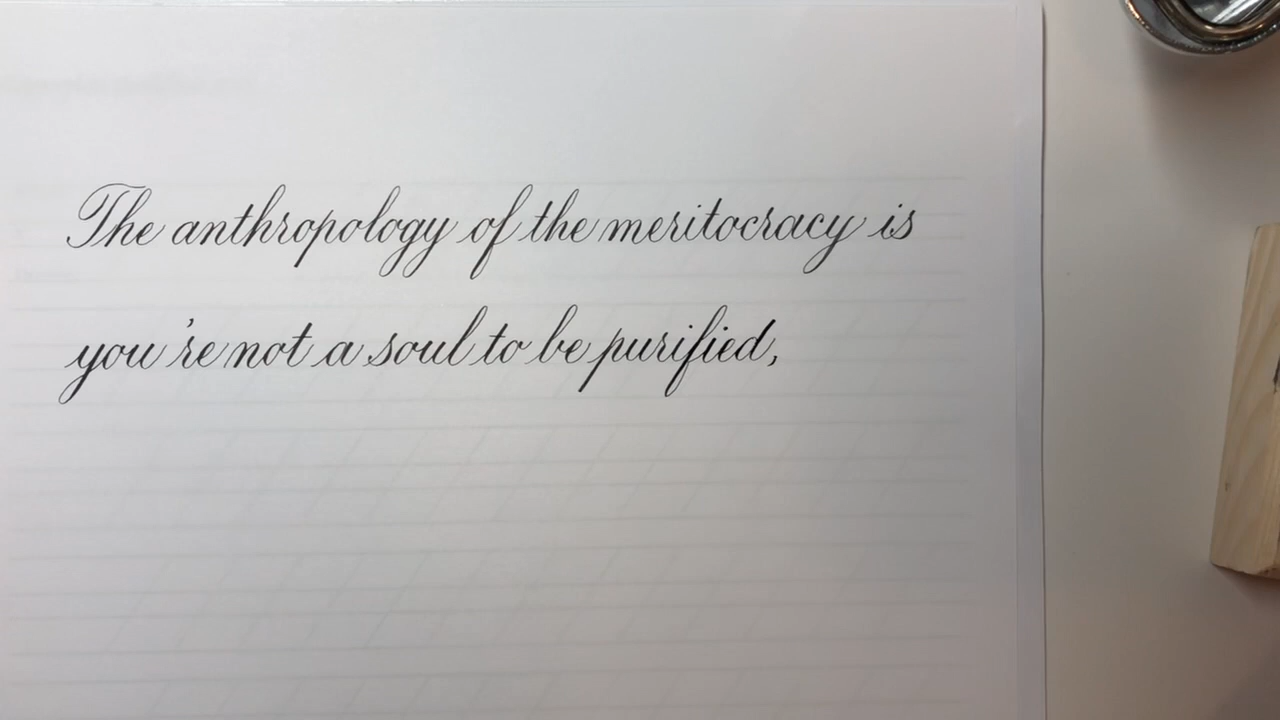 The anthropology of the meritocracy is
you're not a soul to be purified,